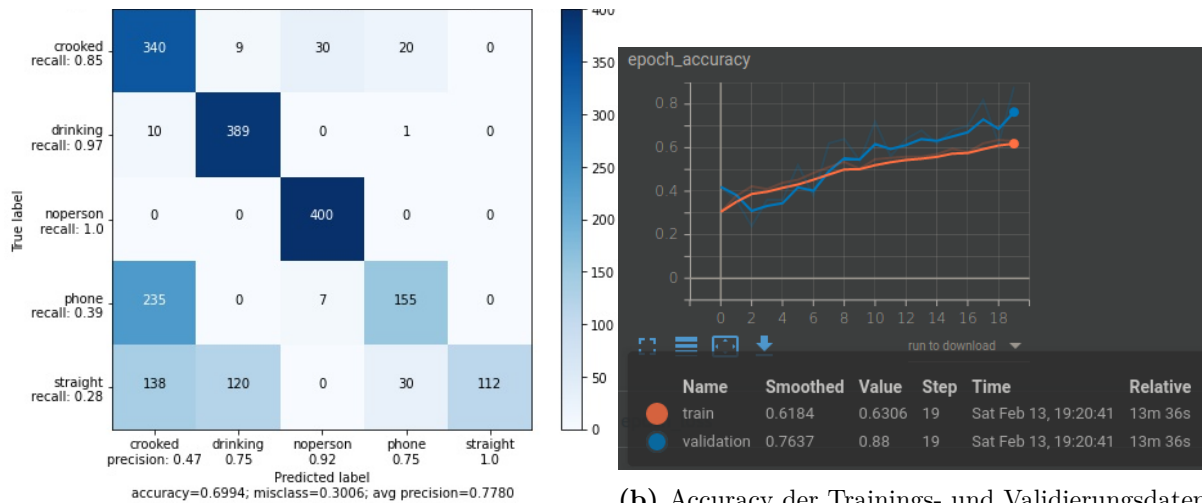 400
crooked
recall: 0.85
340 9 30 20 0
350
drinking
recall: 0.97
10 389 0 1
300
250
True label
noperson
recall: 1.0
0 0 400 0 0
200
150
phone
recall: 0.39
235 0 7 155 0
100
straight
recall: 0.28
138 120 0 30 112
50
0
crooked drinking noperson phone straight
precision: 0.47 0.75 0.92 0.75 1.0
Predicted label
accuracy=0.6994; misclass=0.3006; avg precision=0.7780
epoch_accuracy
0.8
0.6
0.4
0.2
0
0 2 4 6 8 10 12 14 16 18
run to download
Name Smoothed Value Step Time Relative
train 0.6184 0.6306 19 Sat Feb 13, 19:20:41 13m 36s
validation 0.7637 0.88 19 Sat Feb 13, 19:20:41 13m 36s
(b) Accuracy der Trainings- und Validierungsdaten